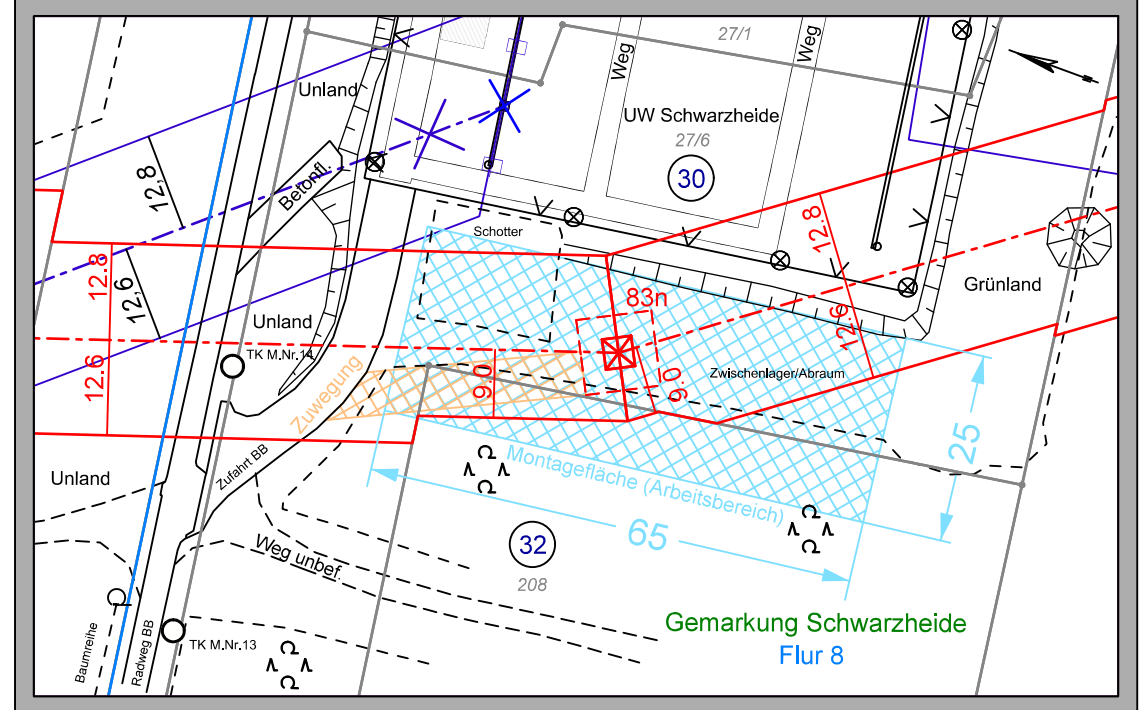 27/1
Weg
Weg
Unland
UW Schwarzheide
27/6
30
Betonfl.
12,8
12,6
Schotter
12.8
12.6
12.8
12.6
83n
Grünland
Unland
TK M.Nr.14
Zuwegung
9.0
9.0
Zwischenlager/Abraum
25
Unland
Zufahrt BB
Montagefläche (Arbeitsbereich)
65
32
208
Weg unbef.
Gemarkung Schwarzheide
Flur 8
Baumreihe
Radweg BB
TK M.Nr.13